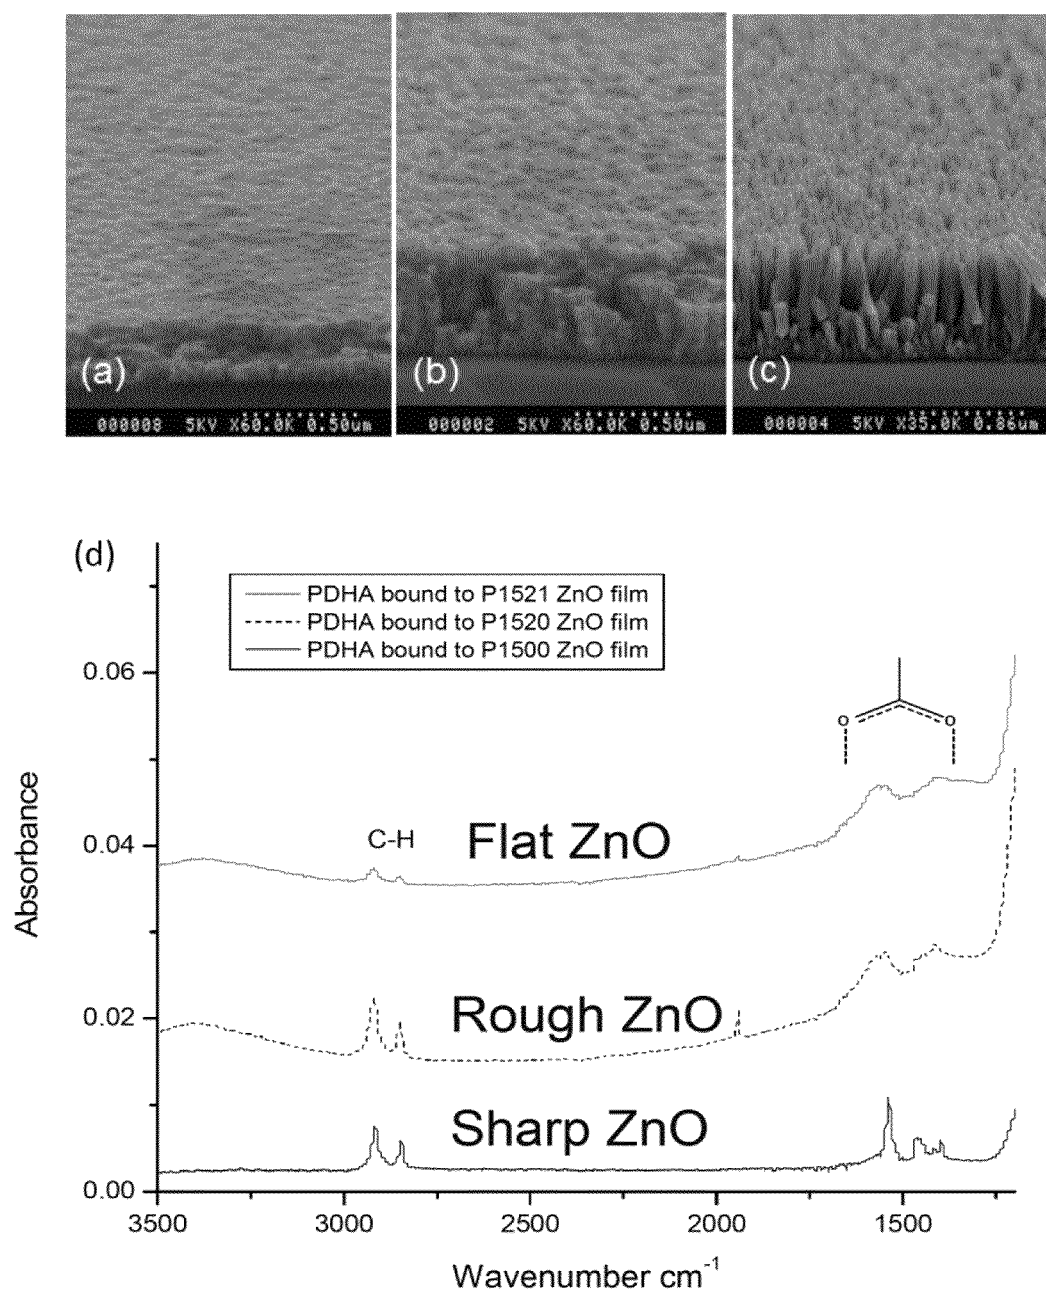 (a)
000008 5KV X60.0K 0.50um
(b)
000002 5KV X60.0K 0.50um
(c)
000004 5KV X35.0K 0.86um
(d)
PDHA bound to P1521 ZnO film
PDHA bound to P1520 ZnO film
PDHA bound to P1500 ZnO film
0.06
0.04
0.02
0.00
Absorbance
O O
C-H
Flat ZnO
Rough ZnO
Sharp ZnO
3500 3000 2500 2000 1500
Wavenumber cm⁻¹